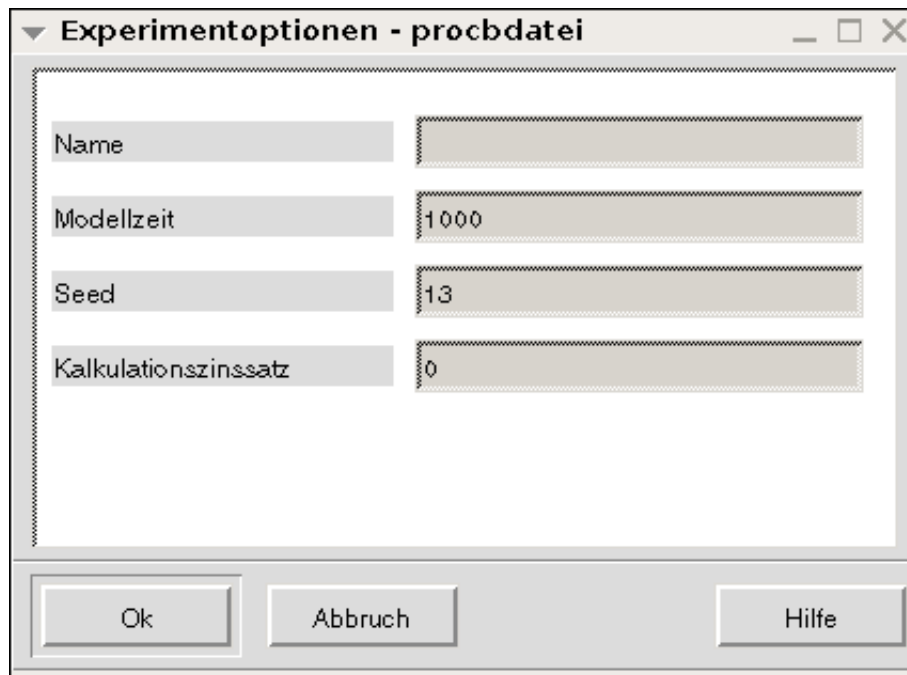 Experimentoptionen - procbdatei
Name
Modellzeit 1000
Seed 13
Kalkulationszinssatz 0
Ok Abbruch Hilfe